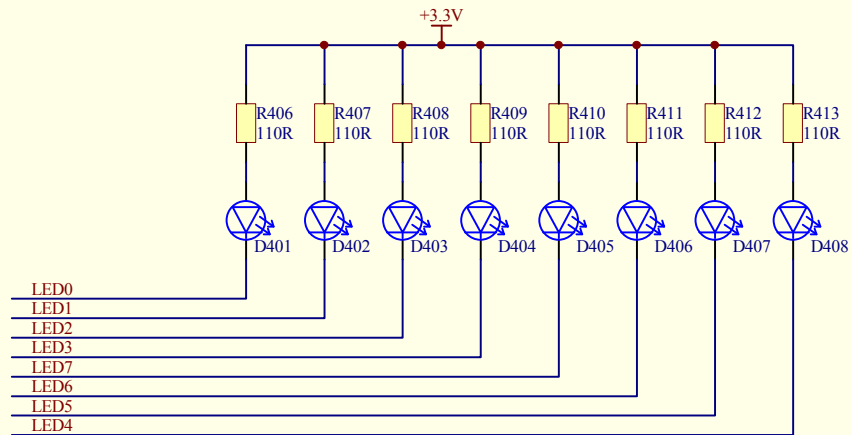 +3.3V
R406 R407 R408 R409 R410 R411 R412 R413
110R 110R 110R 110R 110R 110R 110R 110R
D401 D402 D403 D404 D405 D406 D407 D408
LED0
LED1
LED2
LED3
LED7
LED6
LED5
LED4